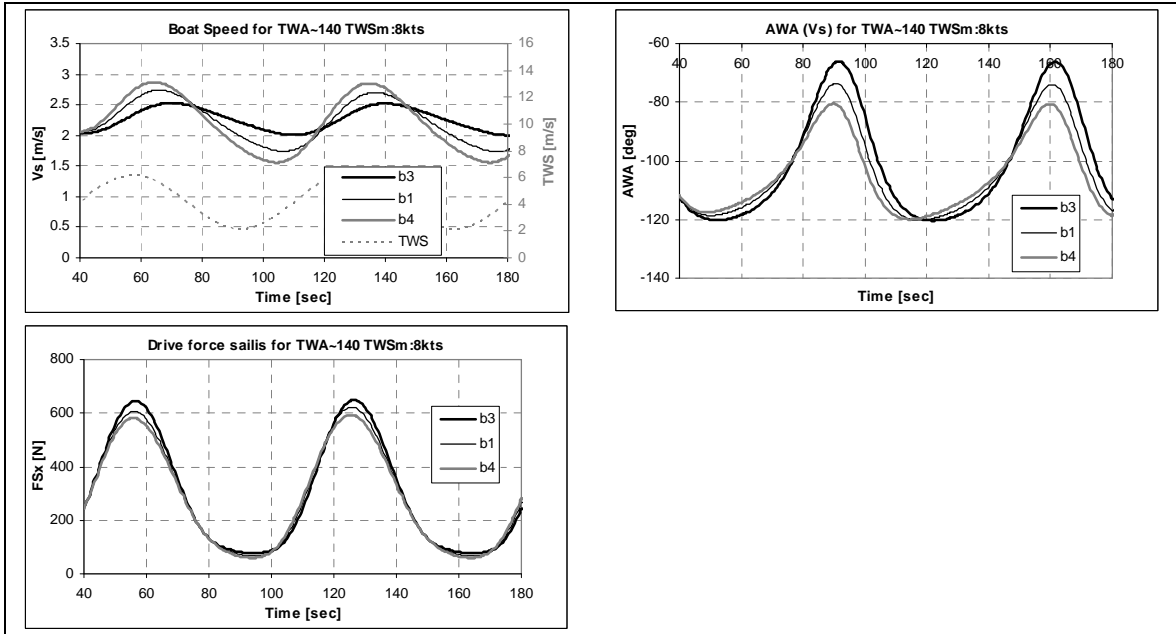 Boat Speed for TWA~140 TWSm:8kts
3.5
3
2.5
2
1.5
1
0.5
0
Vs [m/s]
16
14
12
10
8
6
4
2
0
TWS [m/s]
b3
b1
b4
TWS
40 60 80 100 120 140 160 180
Time [sec]
AWA (Vs) for TWA~140 TWSm:8kts
-60
-80
-100
-120
-140
AWA [deg]
40 60 80 100 120 140 160 180
b3
b1
b4
Time [sec]
Drive force sailis for TWA~140 TWSm:8kts
800
600
400
200
0
FSx [N]
b3
b1
b4
40 60 80 100 120 140 160 180
Time [sec]